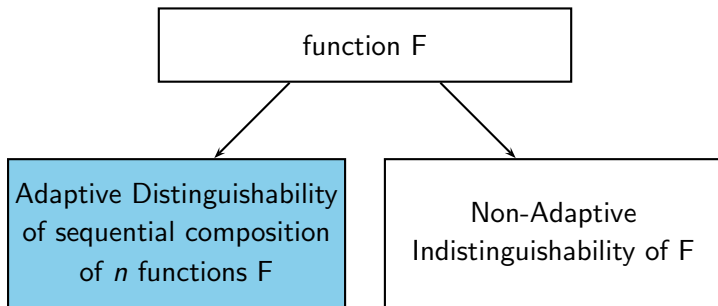 function F
Adaptive Distinguishability
of sequential composition
of n functions F
Non-Adaptive
Indistinguishability of F